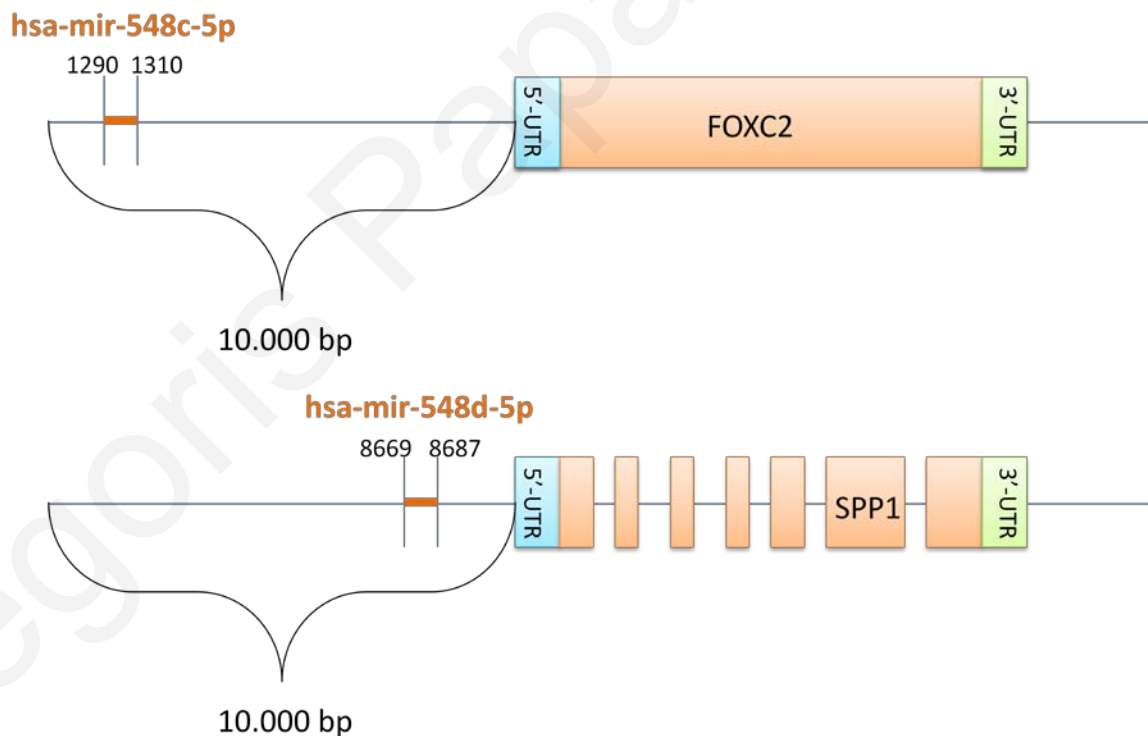 hsa-mir-548c-5p
1290 1310
5'-UTR
FOXC2
3'-UTR
10.000 bp
hsa-mir-548d-5p
8669 8687
5'-UTR
SPP1
3'-UTR
10.000 bp